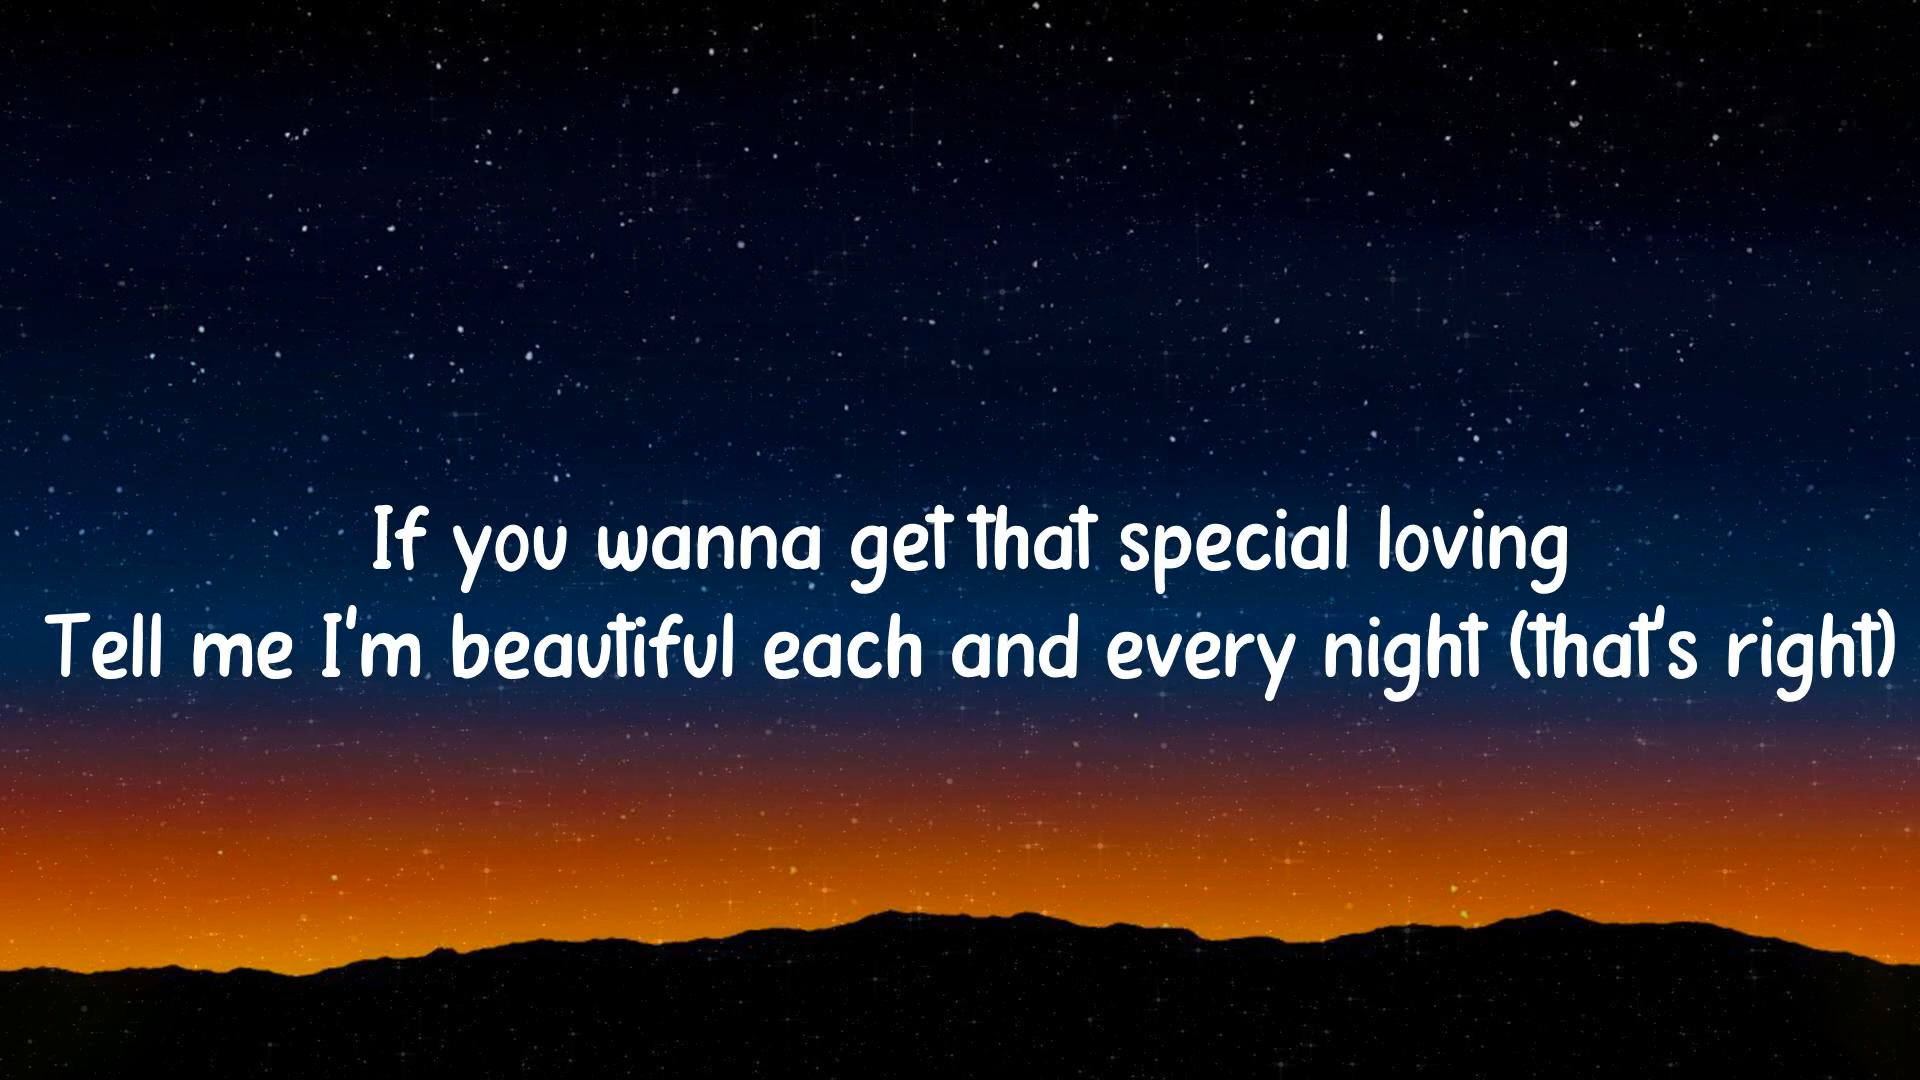 If you wanna get that special loving
Tell me I'm beautiful each and every night (that's right)